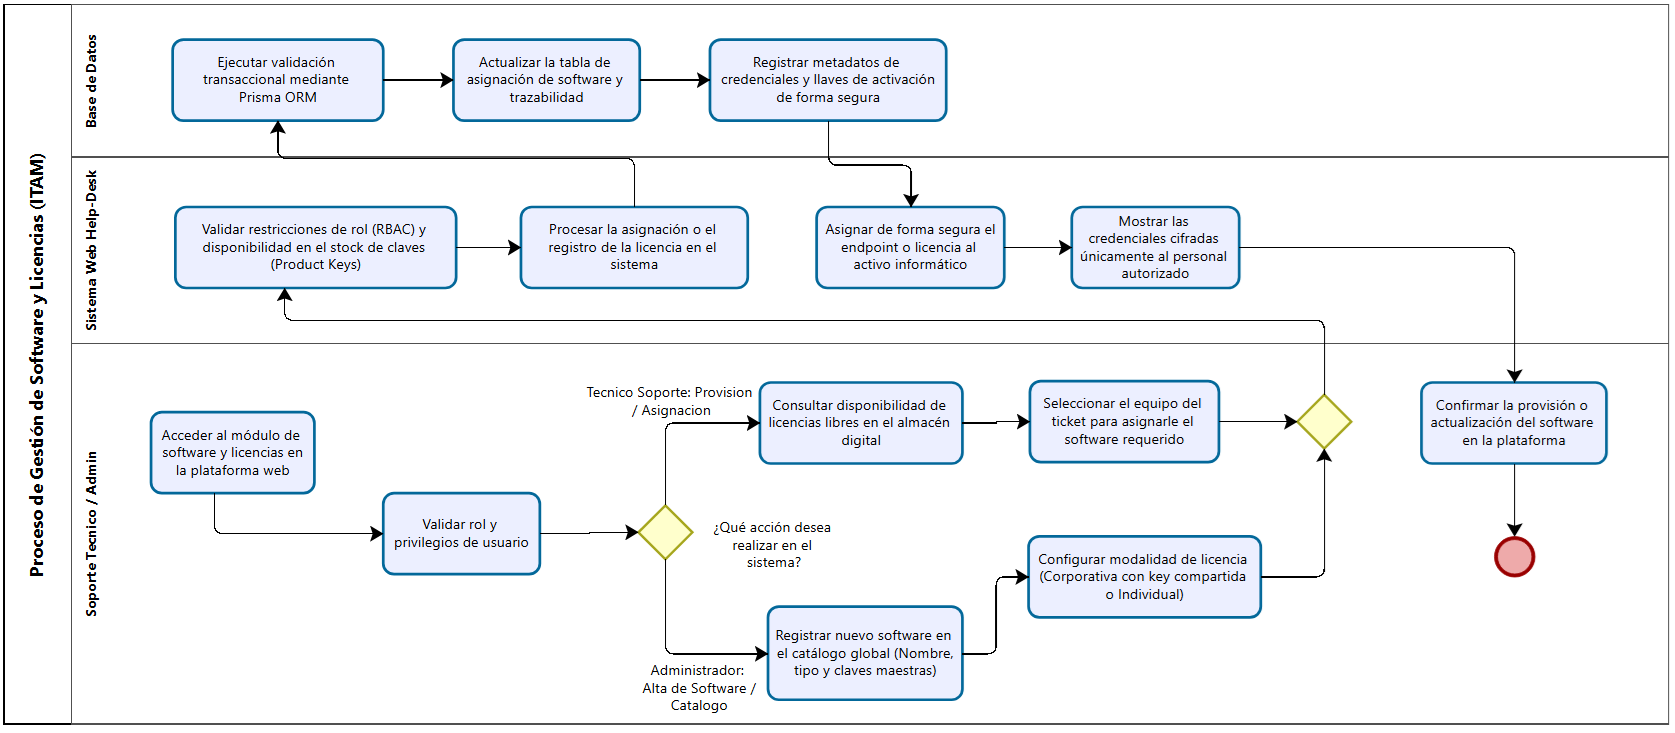 Proceso de Gestión de Software y Licencias (ITAM)
Base de Datos
Ejecutar validación
transaccional mediante
Prisma ORM
Actualizar la tabla de
asignación de software y
trazabilidad
Registrar metadatos de
credenciales y llaves de activación
de forma segura
Sistema Web Help-Desk
Validar restricciones de rol (RBAC) y
disponibilidad en el stock de claves
(Product Keys)
Procesar la asignación o el
registro de la licencia en el
sistema
Asignar de forma segura el
endpoint o licencia al
activo informático
Mostrar las
credenciales cifradas
únicamente al personal
autorizado
Soporte Tecnico / Admin
Acceder al módulo de
software y licencias en
la plataforma web
Validar rol y
privilegios de usuario
¿Qué acción desea
realizar en el
sistema?
Tecnico Soporte: Provision
/ Asignacion
Consultar disponibilidad de
licencias libres en el almacén
digital
Seleccionar el equipo del
ticket para asignarle el
software requerido
Administrador:
Alta de Software /
Catalogo
Registrar nuevo software en
el catálogo global (Nombre,
tipo y claves maestras)
Configurar modalidad de licencia
(Corporativa con key compartida
o Individual)
Confirmar la provisión o
actualización del software
en la plataforma